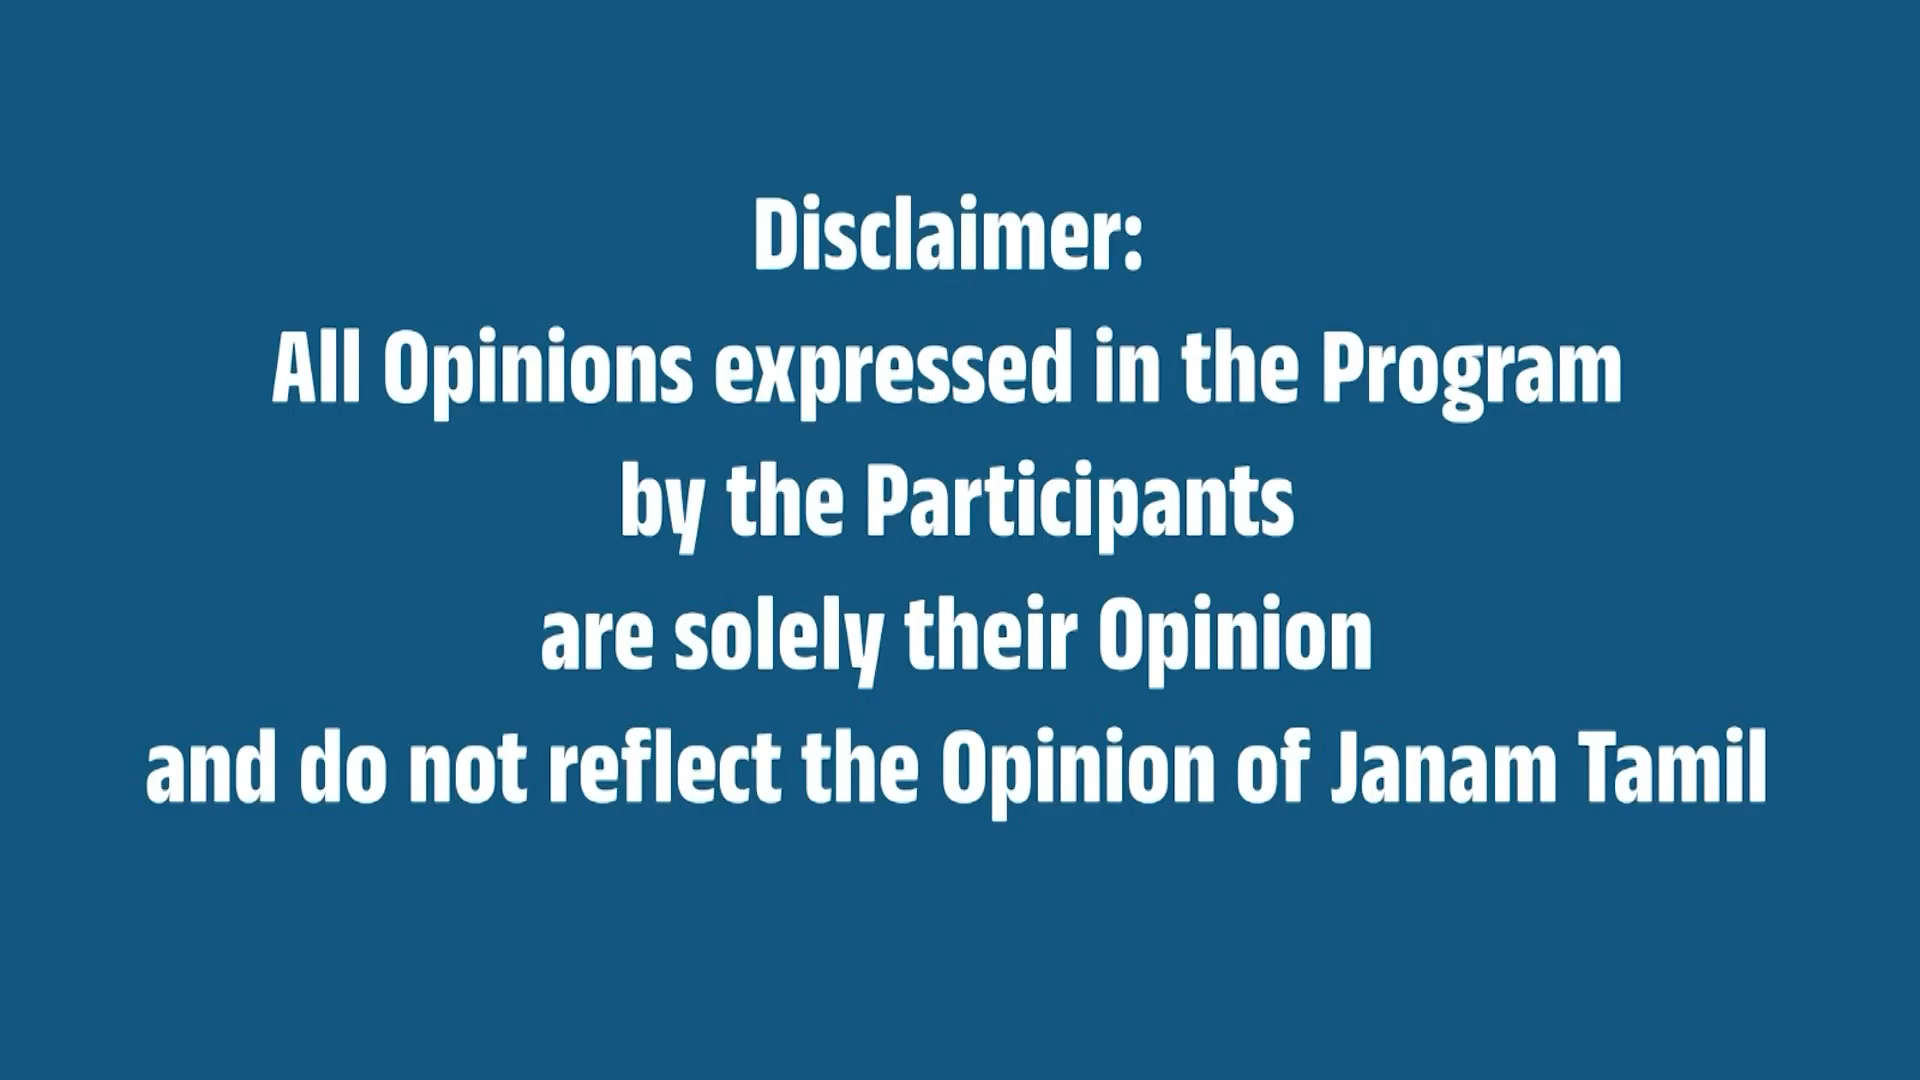 Disclaimer:
All Opinions expressed in the Program
by the Participants
are solely their Opinion
and do not reflect the Opinion of Janam Tamil